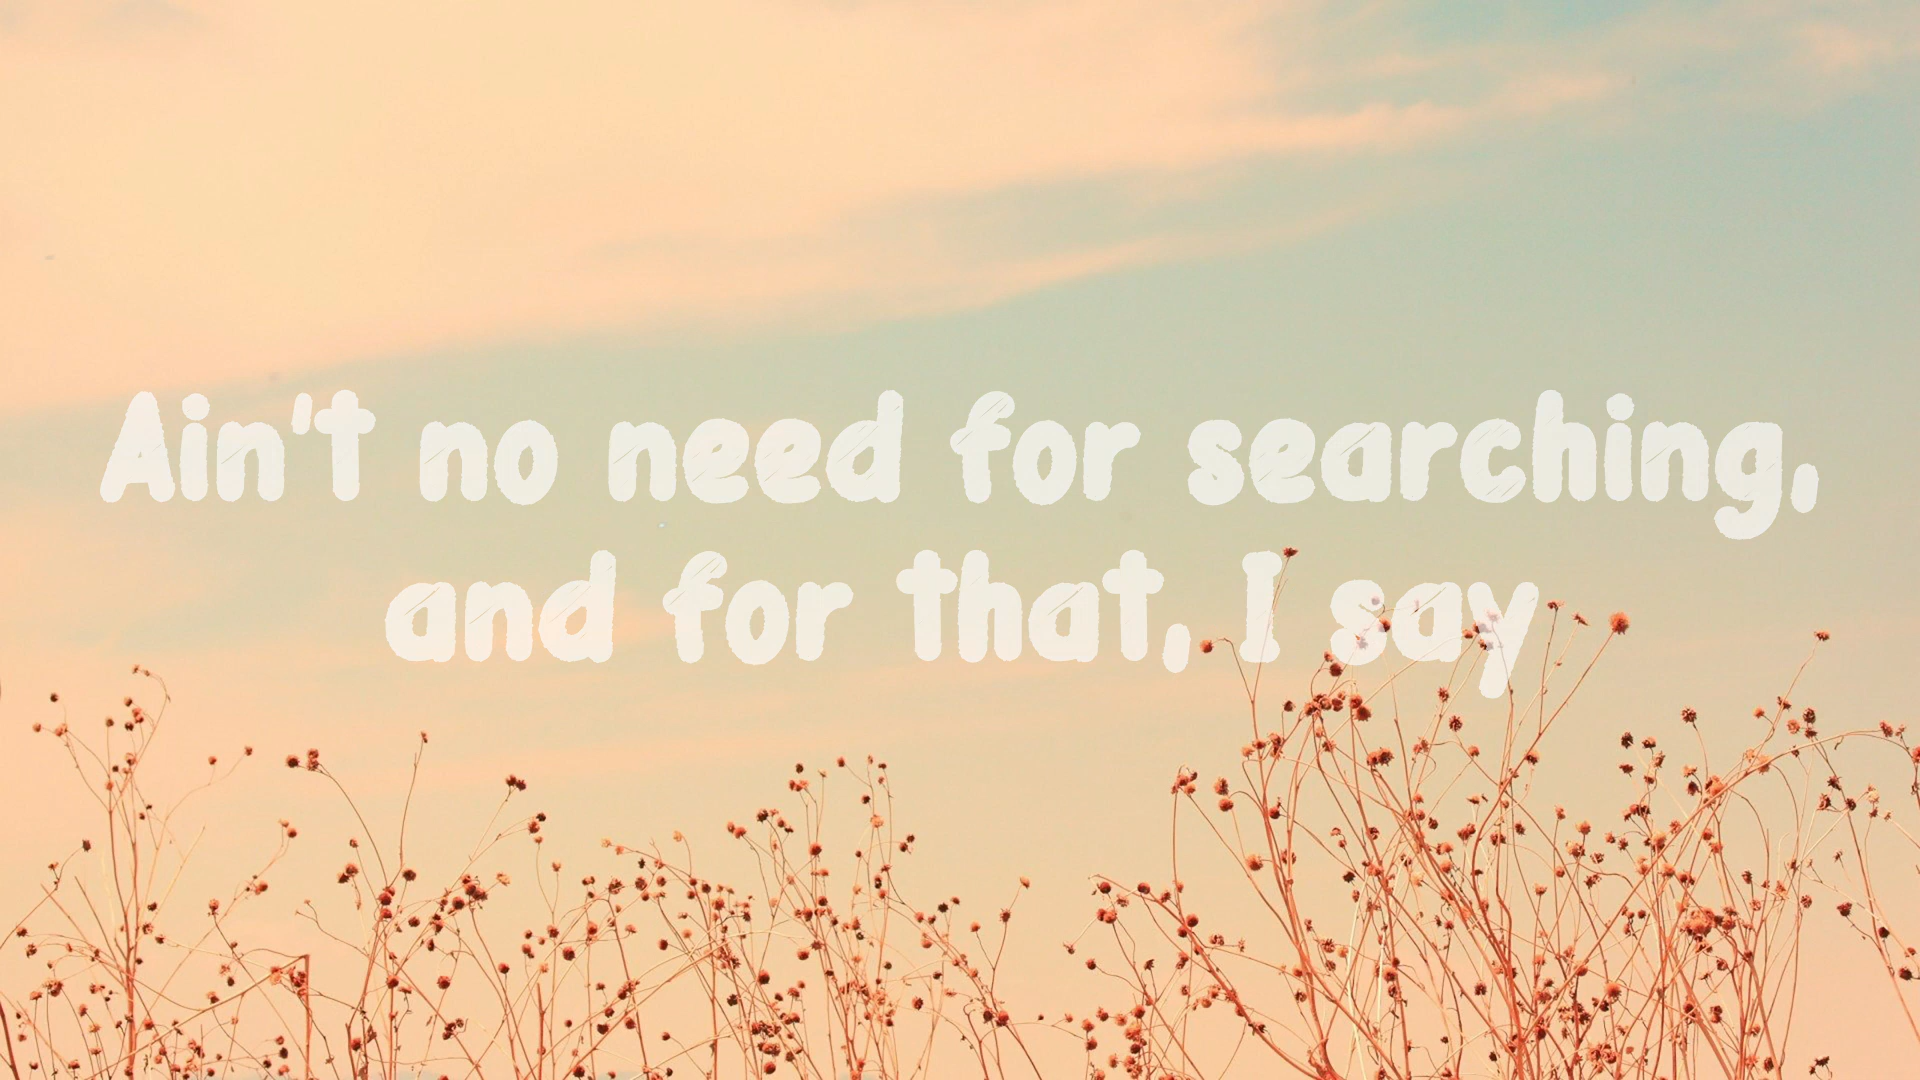 Ain't no need for searching,
and for that, I say